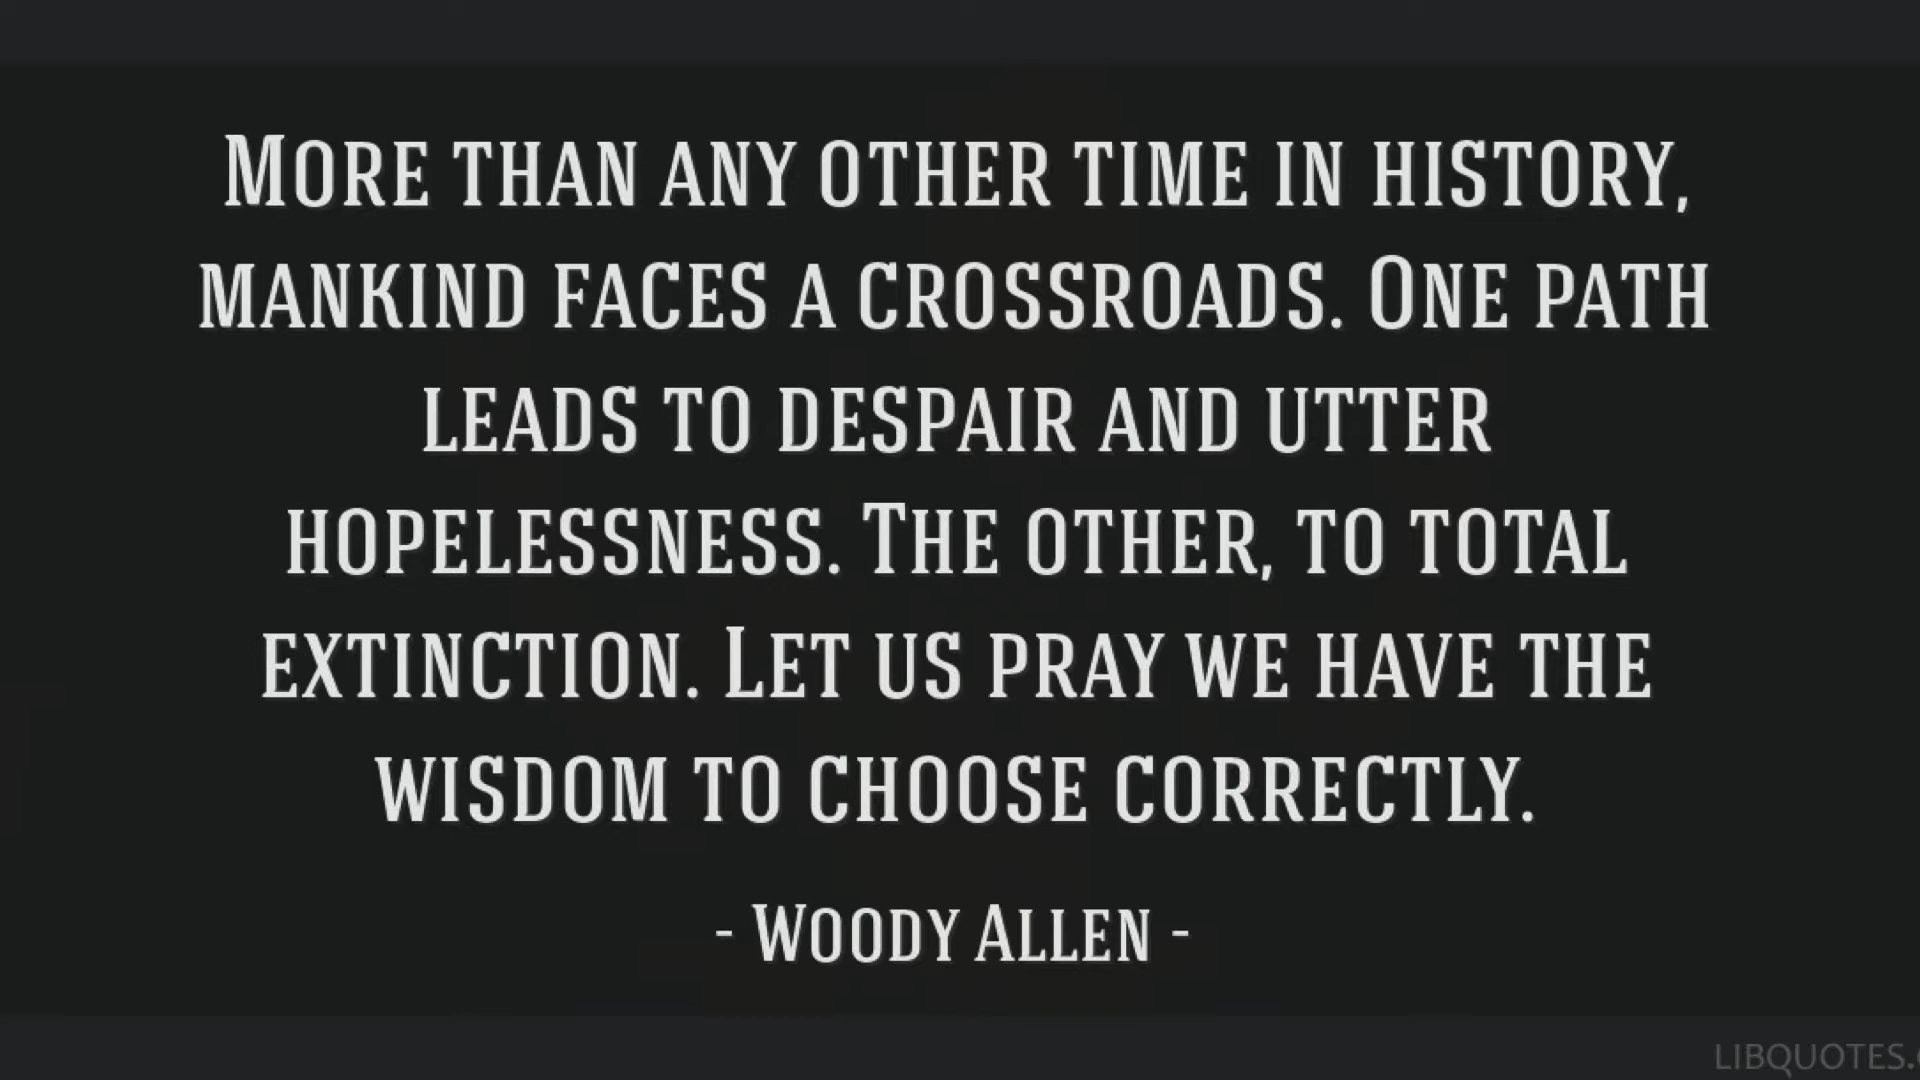 More than any other time in history,
mankind faces a crossroads. One path
leads to despair and utter
hopelessness. The other, to total
extinction. Let us pray we have the
wisdom to choose correctly.
- Woody Allen -
LIBQUOTES.